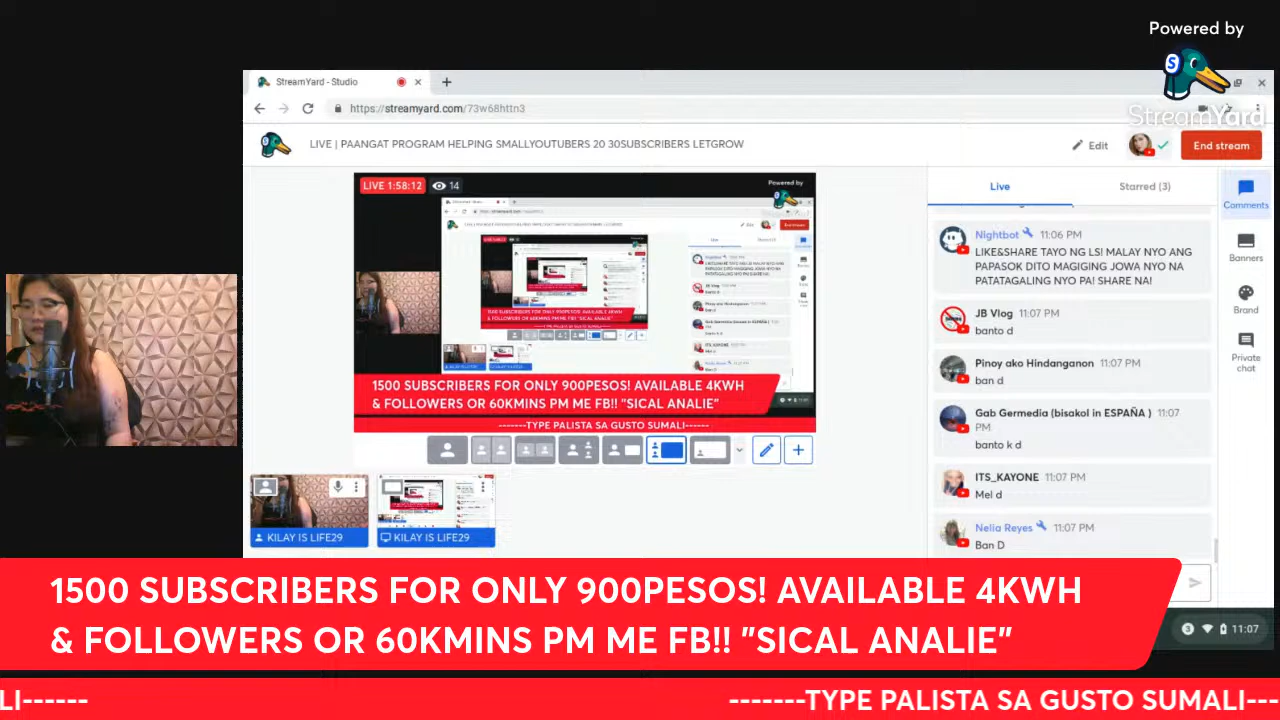 Powered by
StreamYard
StreamYard - Studio
https://streamyard.com/73w68httn3
LIVE | PAANGAT PROGRAM HELPING SMALLYOUTUBERS 20 30SUBSCRIBERS LETGROW
Edit
End stream
LIVE 1:58:12
14
Powered by
1500 SUBSCRIBERS FOR ONLY 900PESOS! AVAILABLE 4KWH
& FOLLOWERS OR 60KMINS PM ME FB!! "SICAL ANALIE"
-------TYPE PALISTA SA GUSTO SUMALI------
KILAY IS LIFE29
KILAY IS LIFE29
Live
Starred (3)
Nightbot 11:06 PM
LIKE&SHARE TAYO NG LS! MALAY NYO ANG
PAPASOK DITO MAGIGING JOWA NYO NA
PATATAGALING NYO PA! SHARE NA!
JB Vlog 11:07 PM
banto d
Pinoy ako Hindanganon 11:07 PM
ban d
Gab Germedia (bisakol in ESPAÑA ) 11:07
PM
banto k d
ITS_KAYONE 11:07 PM
Mel d
Nelia Reyes 11:07 PM
Ban D
Comments
Banners
Brand
Private
chat
3
11:07
1500 SUBSCRIBERS FOR ONLY 900PESOS! AVAILABLE 4KWH
& FOLLOWERS OR 60KMINS PM ME FB!! "SICAL ANALIE"
LI------
-------TYPE PALISTA SA GUSTO SUMALI---